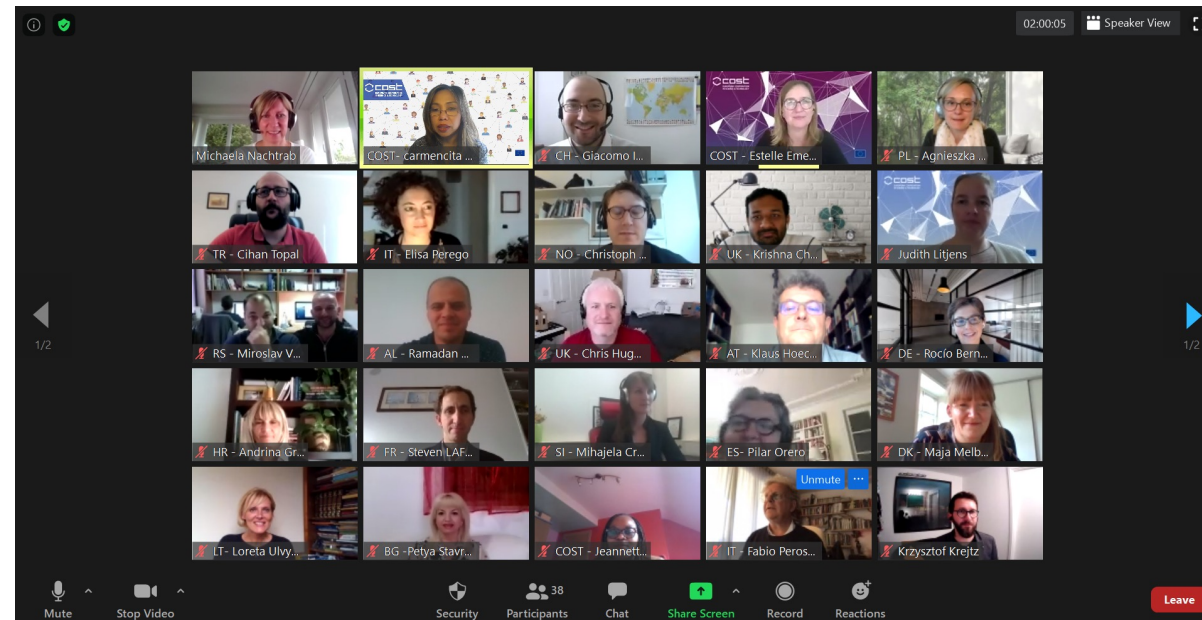 02:00:05
Speaker View
Michaela Nachtrab
cost
COST- carmencita ...
CH - Giacomo I...
cost
COST - Estelle Eme...
PL - Agnieszka ...
TR - Cihan Topal
IT - Elisa Perego
NO - Christoph ...
UK - Krishna Ch...
cost
Judith Litjens
RS - Miroslav V...
AL - Ramadan ...
UK - Chris Hug...
AT - Klaus Hoec...
DE - Rocío Bern...
1/2
1/2
HR - Andrina Gr...
FR - Steven LAF...
SI - Mihajela Cr...
ES- Pilar Orero
DK - Maja Melb...
Unmute
...
LT- Loreta Ulvy...
BG -Petya Stavr...
COST - Jeannett...
IT - Fabio Peros...
Krzysztof Krejtz
Mute
Stop Video
Security
38
Participants
Chat
Share Screen
Record
Reactions
Leave